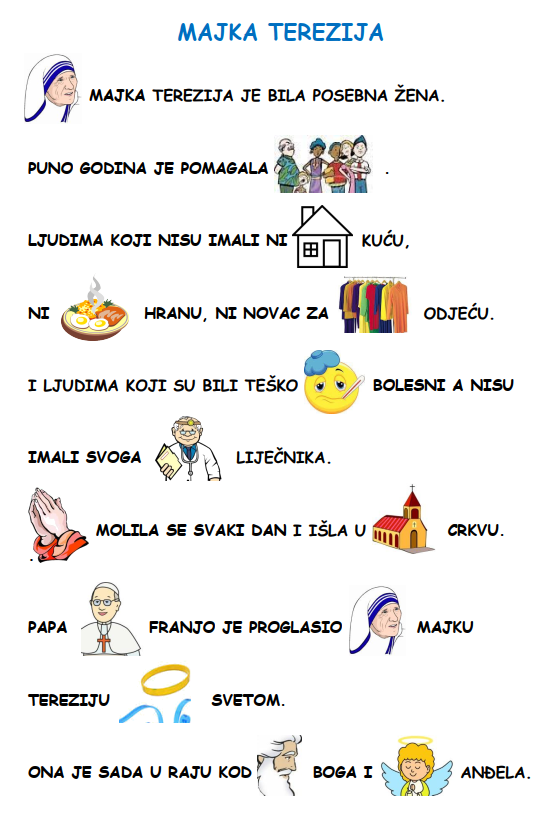 MAJKA TEREZIJA
MAJKA TEREZIJA JE BILA POSEBNA ŽENA.
PUNO GODINA JE POMAGALA .
LJUDIMA KOJI NISU IMALI NI KUĆU,
NI HRANU, NI NOVAC ZA ODJEĆU.
I LJUDIMA KOJI SU BILI TEŠKO BOLESNI A NISU
IMALI SVOGA LIJEČNIKA.
. MOLILA SE SVAKI DAN I IŠLA U CRKVU.
PAPA FRANJO JE PROGLASIO MAJKU
TEREZIJU SVETOM.
ONA JE SADA U RAJU KOD BOGA I ANĐELA.